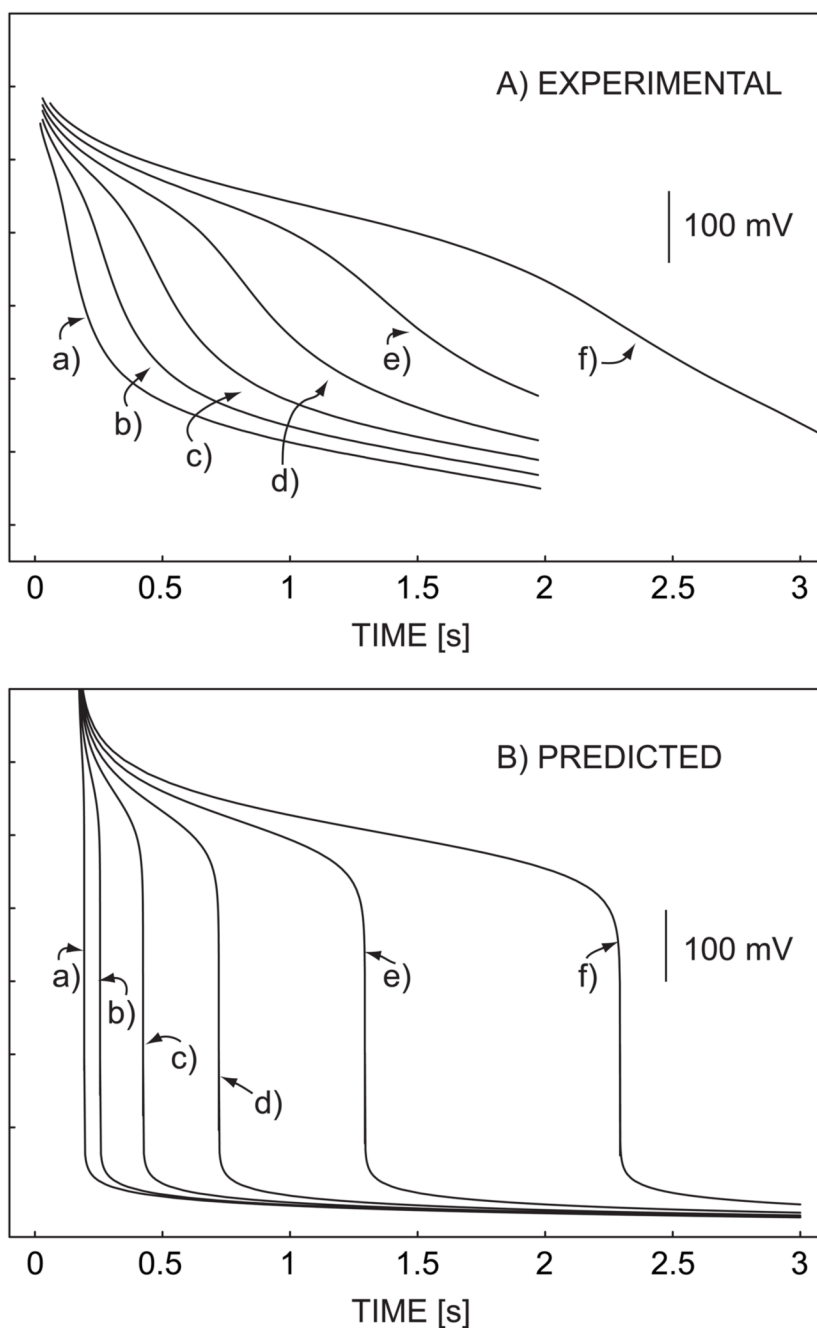 A) EXPERIMENTAL
100 mV
a)
b)
c)
d)
e)
f)
0 0.5 1 1.5 2 2.5 3
TIME [s]
B) PREDICTED
100 mV
a)
b)
c)
d)
e)
f)
0 0.5 1 1.5 2 2.5 3
TIME [s]